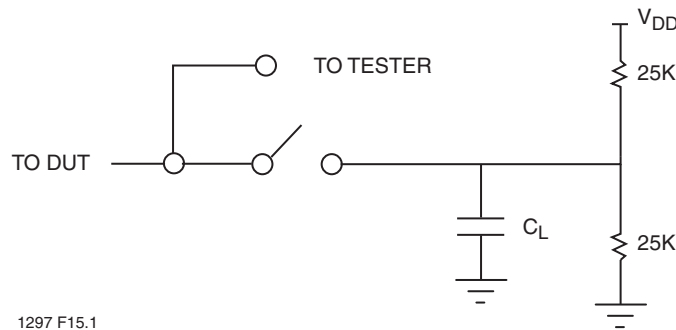 V_DD
25K
TO TESTER
TO DUT
C_L
25K
1297 F15.1